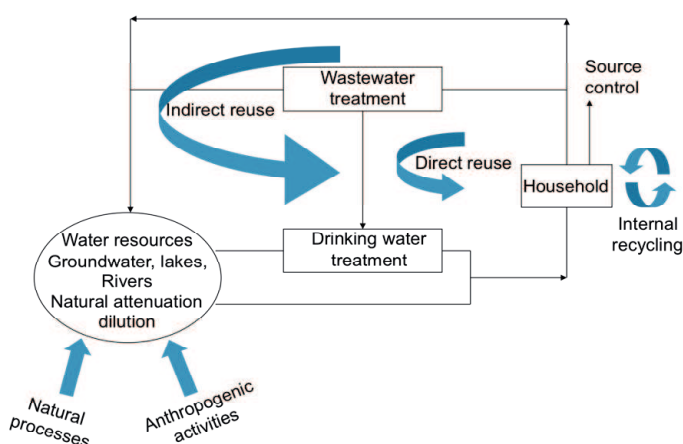 Wastewater
treatment
Source
control
Indirect reuse
Direct reuse
Household
Internal
recycling
Water resources
Groundwater, lakes,
Rivers
Natural attenuation
dilution
Drinking water
treatment
Natural
processes
Anthropogenic
activities